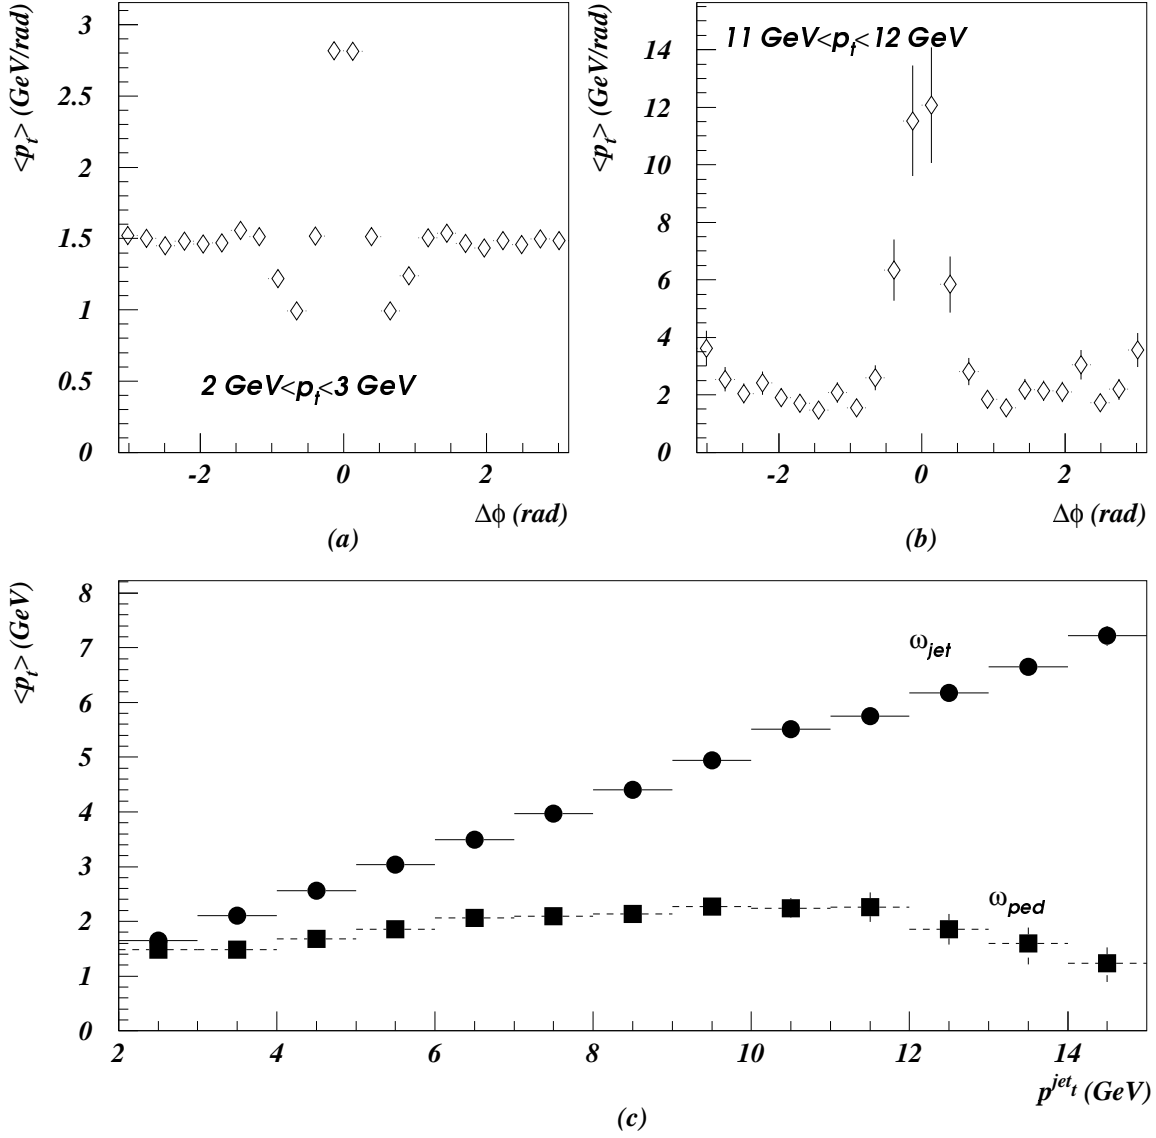 <p_t> (GeV/rad)
3
2.5
2
1.5
1
0.5
0
2 GeV<p_t<3 GeV
-2 0 2
Δϕ (rad)
(a)
<p_t> (GeV/rad)
11 GeV<p_t<12 GeV
14
12
10
8
6
4
2
0
-2 0 2
Δϕ (rad)
(b)
<p_t> (GeV)
8
7
6
5
4
3
2
1
0
ω_jet
ω_ped
2 4 6 8 10 12 14
p^jet_t (GeV)
(c)